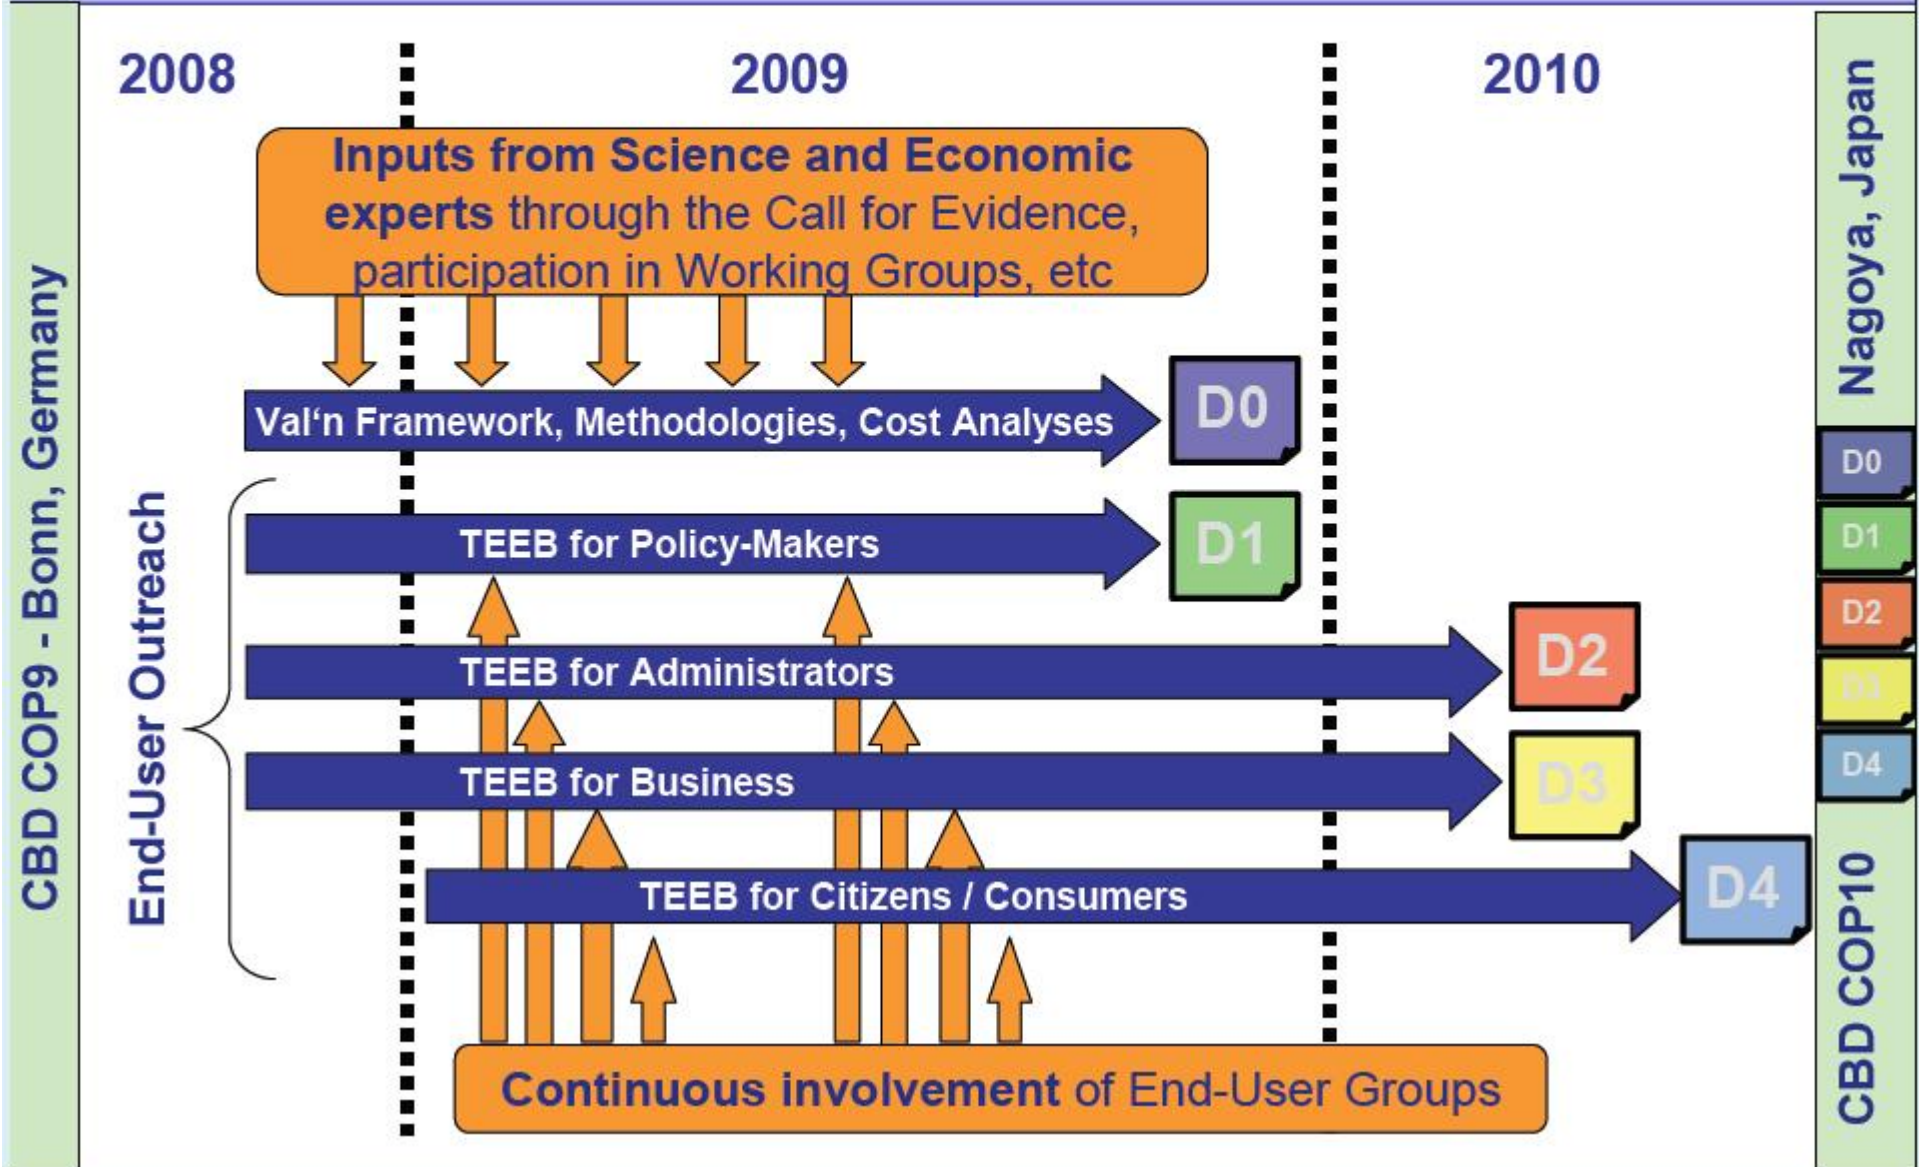 CBD COP9 - Bonn, Germany
2008
2009
2010
Inputs from Science and Economic
experts through the Call for Evidence,
participation in Working Groups, etc
Val‘n Framework, Methodologies, Cost Analyses
D0
End-User Outreach
TEEB for Policy-Makers
D1
TEEB for Administrators
D2
TEEB for Business
D3
TEEB for Citizens / Consumers
D4
Continuous involvement of End-User Groups
Nagoya, Japan
D0
D1
D2
D3
D4
CBD COP10